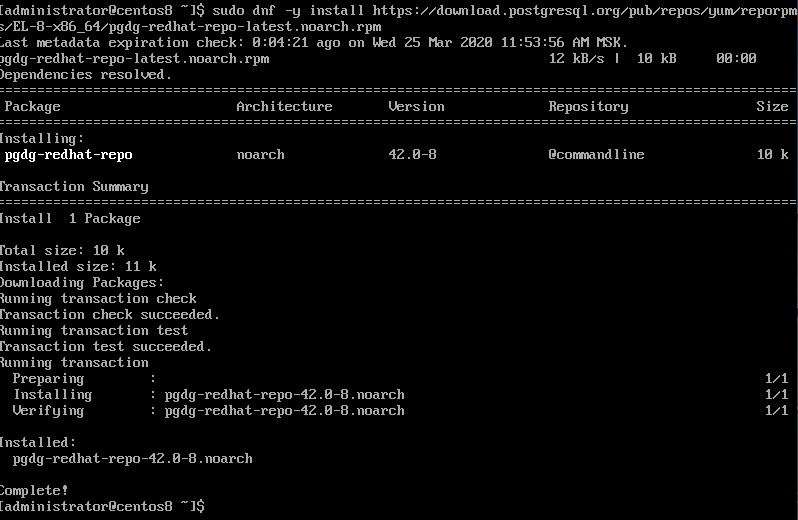 [administrator@centos8 ~]$ sudo dnf -y install https://download.postgresql.org/pub/repos/yum/reporpm
s/EL-8-x86_64/pgdg-redhat-repo-latest.noarch.rpm
Last metadata expiration check: 0:04:21 ago on Wed 25 Mar 2020 11:53:56 AM MSK.
pgdg-redhat-repo-latest.noarch.rpm 12 kB/s | 10 kB 00:00
Dependencies resolved.
====================================================================================================
Package Architecture Version Repository Size
====================================================================================================
Installing:
pgdg-redhat-repo noarch 42.0-8 @commandline 10 k

Transaction Summary
====================================================================================================
Install 1 Package

Total size: 10 k
Installed size: 11 k
Downloading Packages:
Running transaction check
Transaction check succeeded.
Running transaction test
Transaction test succeeded.
Running transaction
Preparing : 1/1
Installing : pgdg-redhat-repo-42.0-8.noarch 1/1
Verifying : pgdg-redhat-repo-42.0-8.noarch 1/1

Installed:
pgdg-redhat-repo-42.0-8.noarch

Complete!
[administrator@centos8 ~]$